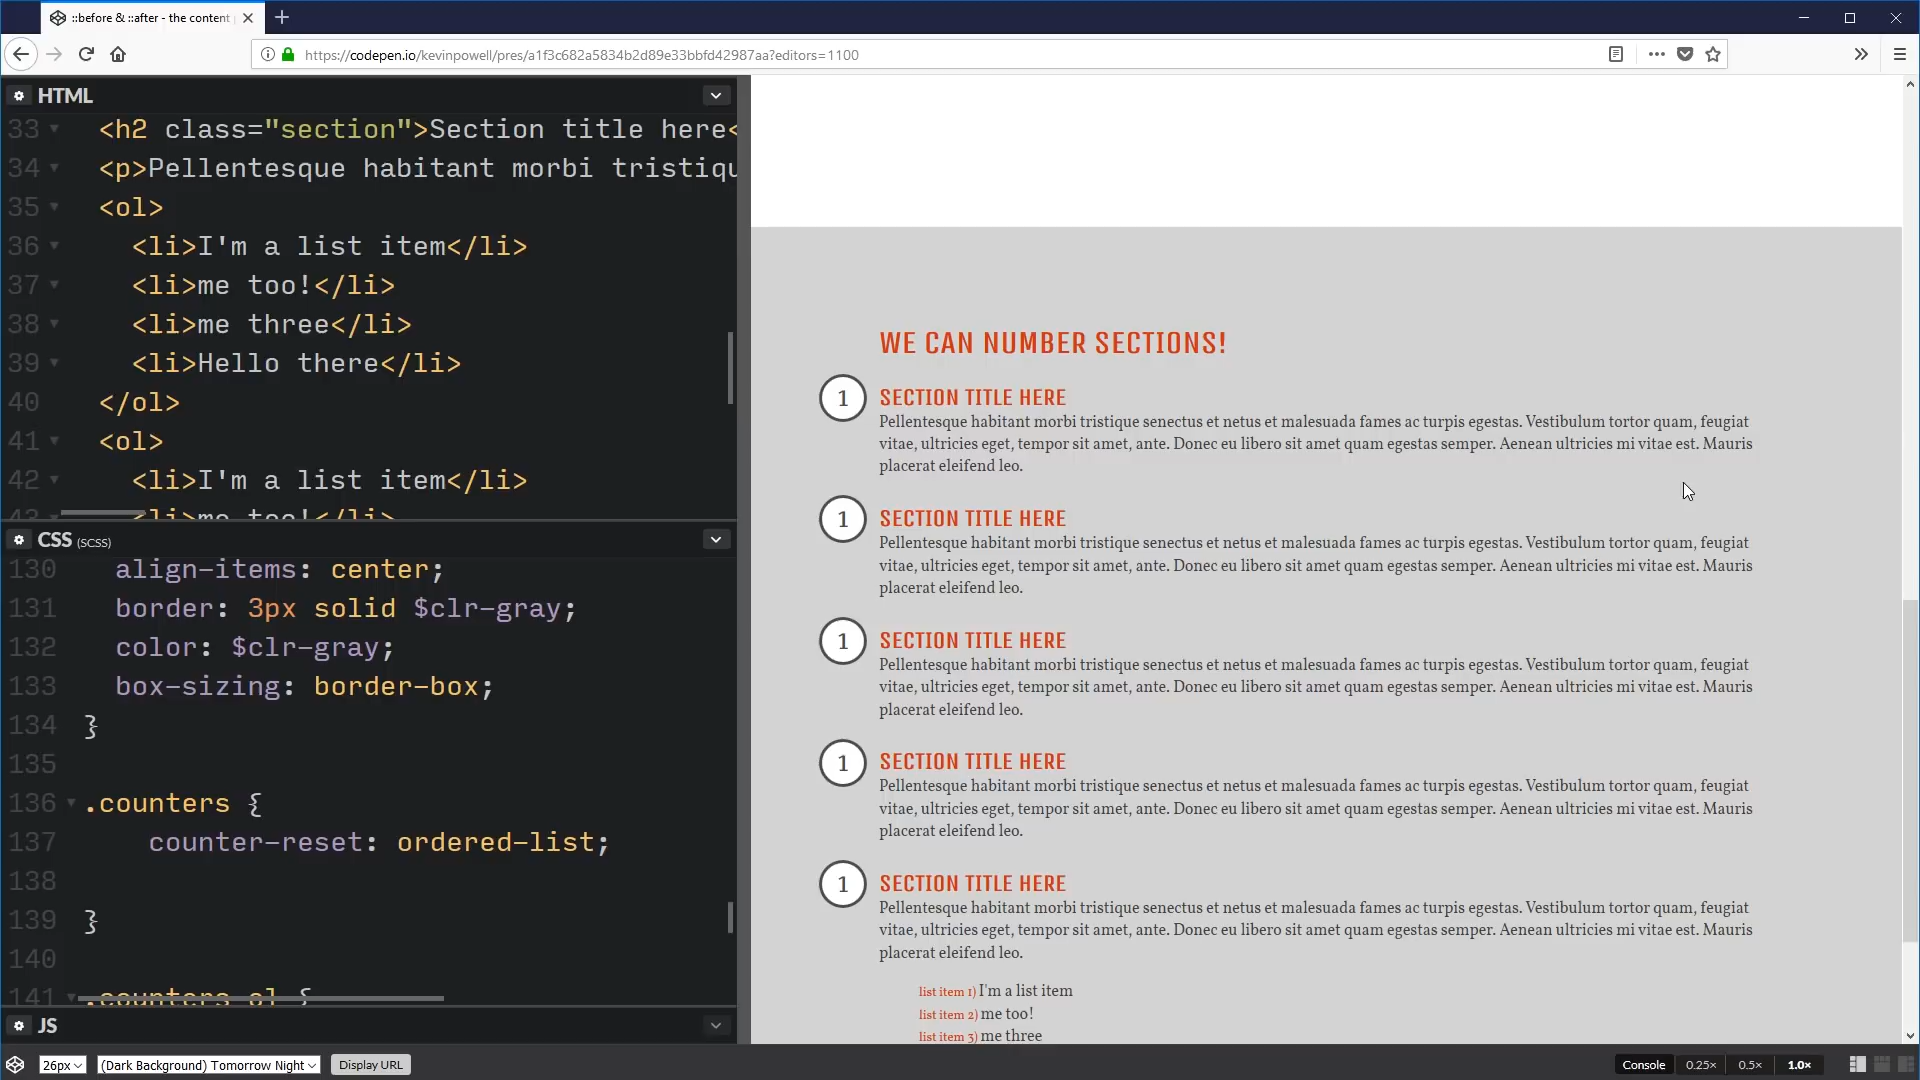 ::before & ::after - the content
https://codepen.io/kevinpowell/pres/a1f3c682a5834b2d89e33bbfd42987aa?editors=1100
HTML
33 <h2 class="section">Section title here<
34 <p>Pellentesque habitant morbi tristiqu
35 <ol>
36 <li>I'm a list item</li>
37 <li>me too!</li>
38 <li>me three</li>
39 <li>Hello there</li>
40 </ol>
41 <ol>
42 <li>I'm a list item</li>
43 <li>me too!</li>
CSS (SCSS)
130 align-items: center;
131 border: 3px solid $clr-gray;
132 color: $clr-gray;
133 box-sizing: border-box;
134 }
135
136 .counters {
137 counter-reset: ordered-list;
138
139 }
140
141 .counters ol {
JS
WE CAN NUMBER SECTIONS!
1 SECTION TITLE HERE
Pellentesque habitant morbi tristique senectus et netus et malesuada fames ac turpis egestas. Vestibulum tortor quam, feugiat
vitae, ultricies eget, tempor sit amet, ante. Donec eu libero sit amet quam egestas semper. Aenean ultricies mi vitae est. Mauris
placerat eleifend leo.
1 SECTION TITLE HERE
Pellentesque habitant morbi tristique senectus et netus et malesuada fames ac turpis egestas. Vestibulum tortor quam, feugiat
vitae, ultricies eget, tempor sit amet, ante. Donec eu libero sit amet quam egestas semper. Aenean ultricies mi vitae est. Mauris
placerat eleifend leo.
1 SECTION TITLE HERE
Pellentesque habitant morbi tristique senectus et netus et malesuada fames ac turpis egestas. Vestibulum tortor quam, feugiat
vitae, ultricies eget, tempor sit amet, ante. Donec eu libero sit amet quam egestas semper. Aenean ultricies mi vitae est. Mauris
placerat eleifend leo.
1 SECTION TITLE HERE
Pellentesque habitant morbi tristique senectus et netus et malesuada fames ac turpis egestas. Vestibulum tortor quam, feugiat
vitae, ultricies eget, tempor sit amet, ante. Donec eu libero sit amet quam egestas semper. Aenean ultricies mi vitae est. Mauris
placerat eleifend leo.
1 SECTION TITLE HERE
Pellentesque habitant morbi tristique senectus et netus et malesuada fames ac turpis egestas. Vestibulum tortor quam, feugiat
vitae, ultricies eget, tempor sit amet, ante. Donec eu libero sit amet quam egestas semper. Aenean ultricies mi vitae est. Mauris
placerat eleifend leo.
list item 1) I'm a list item
list item 2) me too!
list item 3) me three
26px (Dark Background) Tomorrow Night Display URL Console 0.25× 0.5× 1.0×